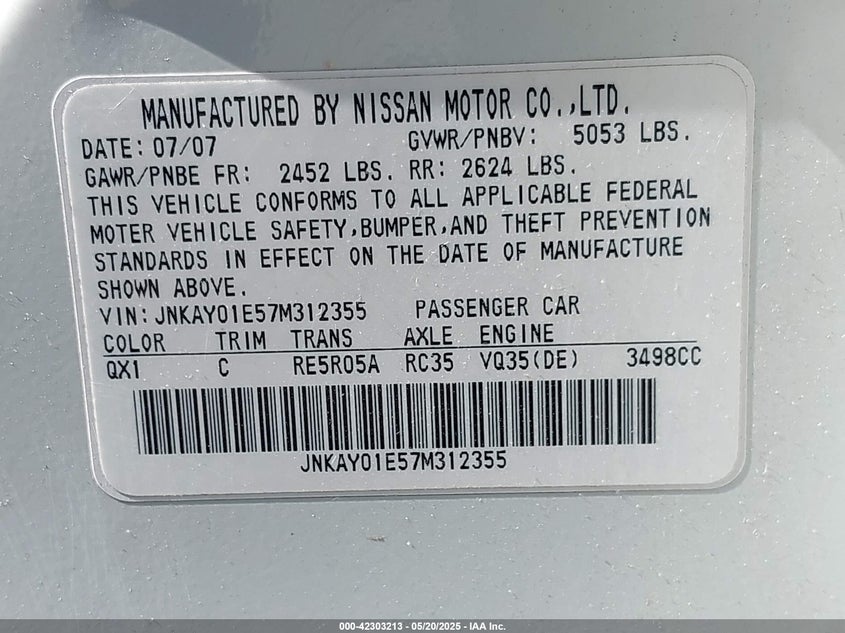 MANUFACTURED BY NISSAN MOTOR CO.,LTD.
DATE: 07/07 GVWR/PNBV: 5053 LBS.
GAWR/PNBE FR: 2452 LBS. RR: 2624 LBS.
THIS VEHICLE CONFORMS TO ALL APPLICABLE FEDERAL
MOTER VEHICLE SAFETY,BUMPER,AND THEFT PREVENTION
STANDARDS IN EFFECT ON THE DATE OF MANUFACTURE
SHOWN ABOVE.
VIN: JNKAY01E57M312355 PASSENGER CAR
COLOR TRIM TRANS AXLE ENGINE
QX1 C RE5R05A RC35 VQ35(DE) 3498CC
JNKAY01E57M312355
000-42303213 - 05/20/2025 - IAA Inc.